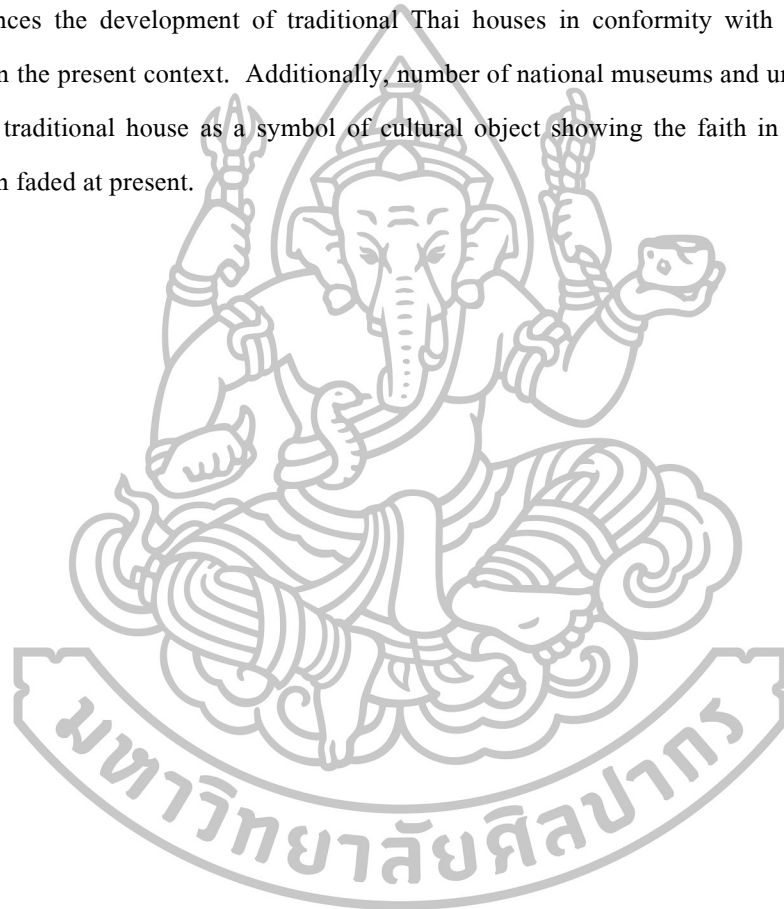 the development of traditional Thai houses in conformity with
the present context. Additionally, number of national museums and
traditional house as a symbol of cultural object showing the faith in
faded at present.
มหาวิทยาลัยศิลปากร